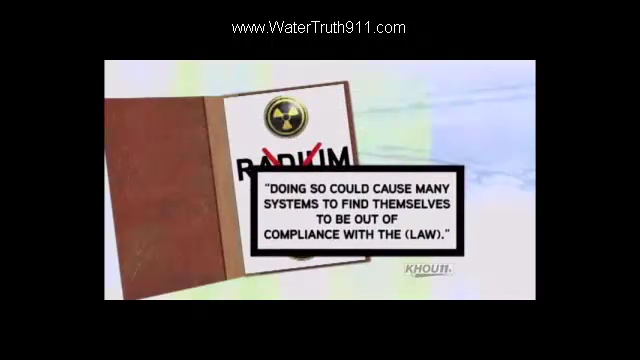 www.WaterTruth911.com
RADIUM
"DOING SO COULD CAUSE MANY
SYSTEMS TO FIND THEMSELVES
TO BE OUT OF
COMPLIANCE WITH THE (LAW)."
KHOU11